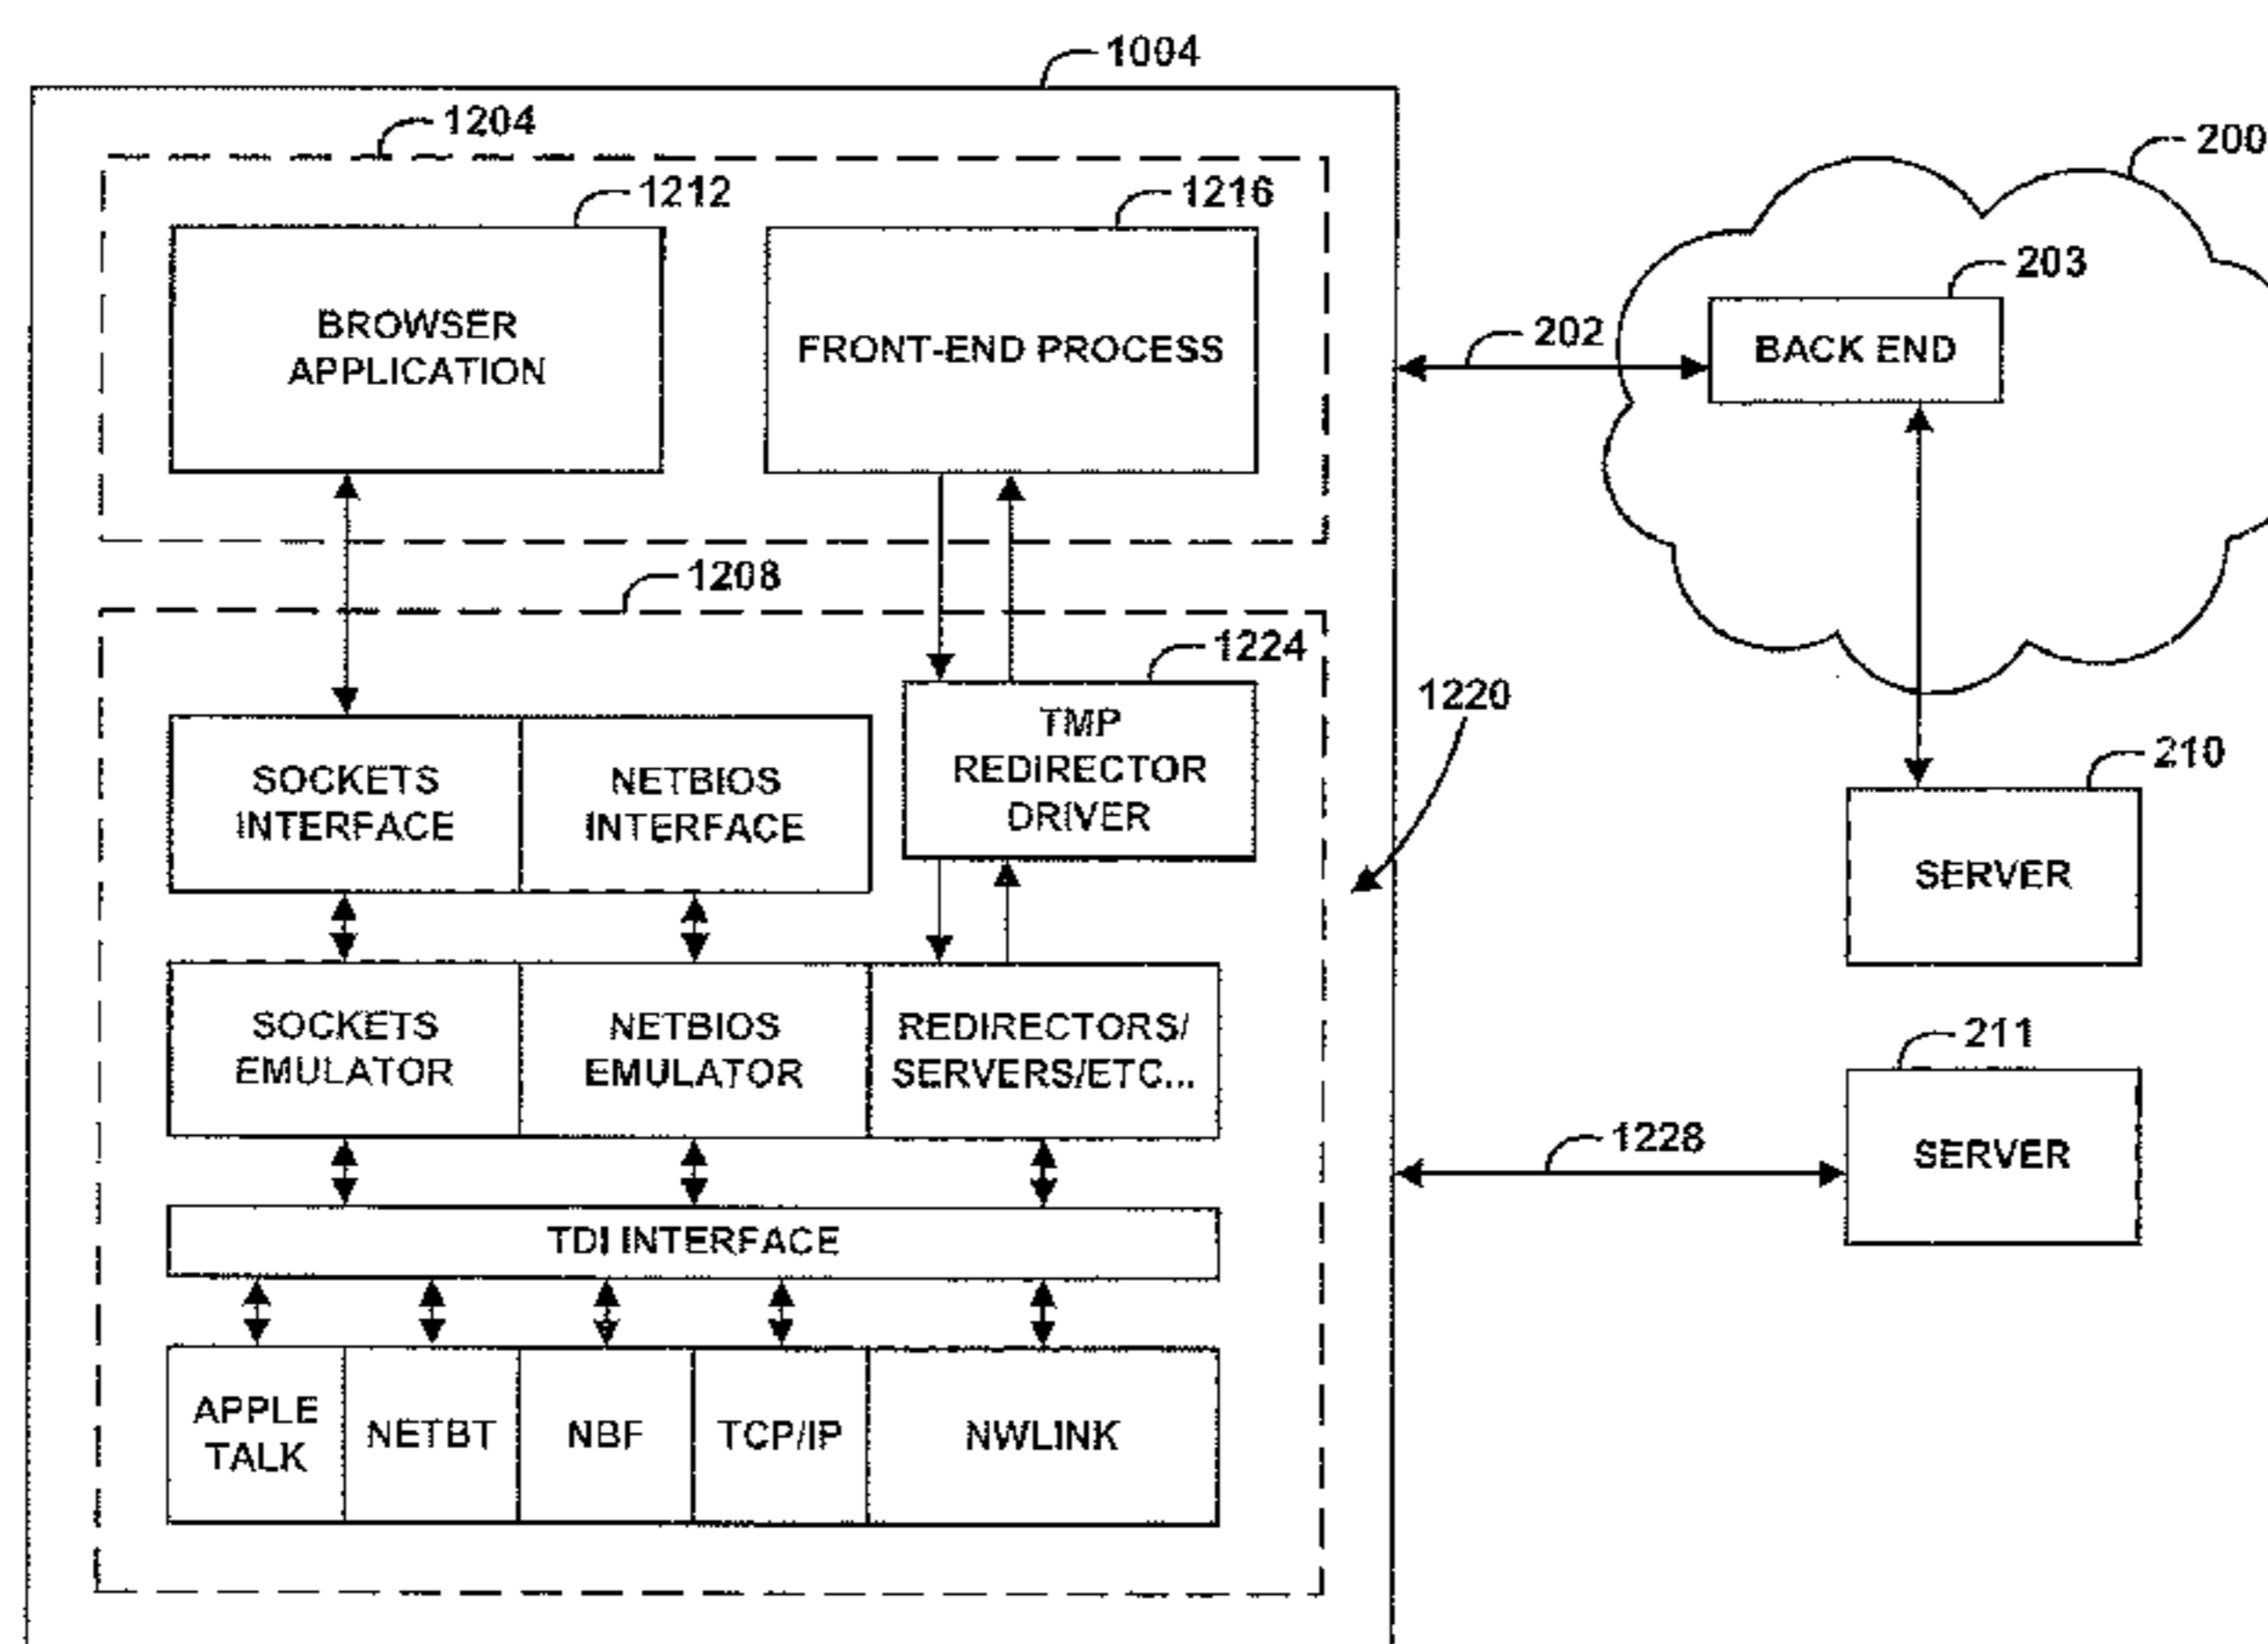 1004
1204
1212
1216
BROWSER
APPLICATION
FRONT-END PROCESS
200
203
202
BACK END
1208
1224
SOCKETS
INTERFACE
NETBIOS
INTERFACE
TMP
REDIRECTOR
DRIVER
1220
210
SERVER
SOCKETS
EMULATOR
NETBIOS
EMULATOR
REDIRECTORS/
SERVERS/ETC...
211
SERVER
1228
TDI INTERFACE
APPLE
TALK
NETBT
NBF
TCP/IP
NWLINK